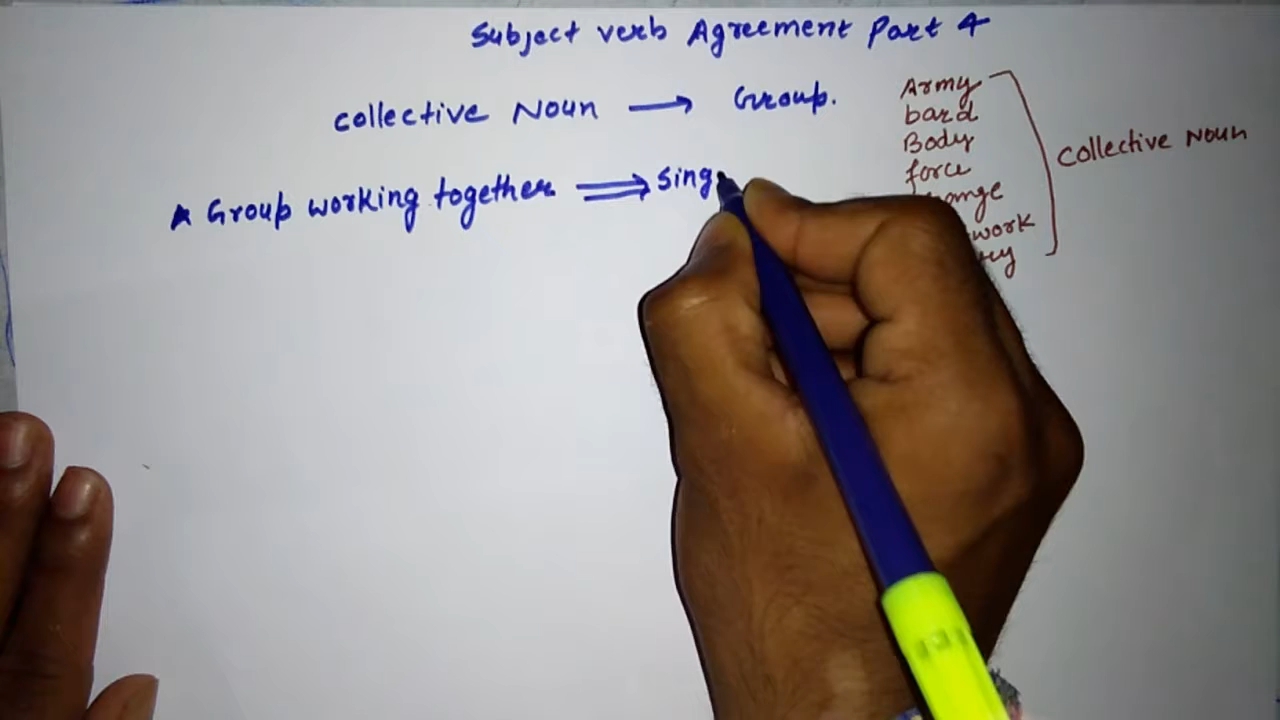 Subject verb Agreement Part 4
collective Noun → Group.
A Group working together ⇒ Sing
Army
band
Body
force
Collective Noun